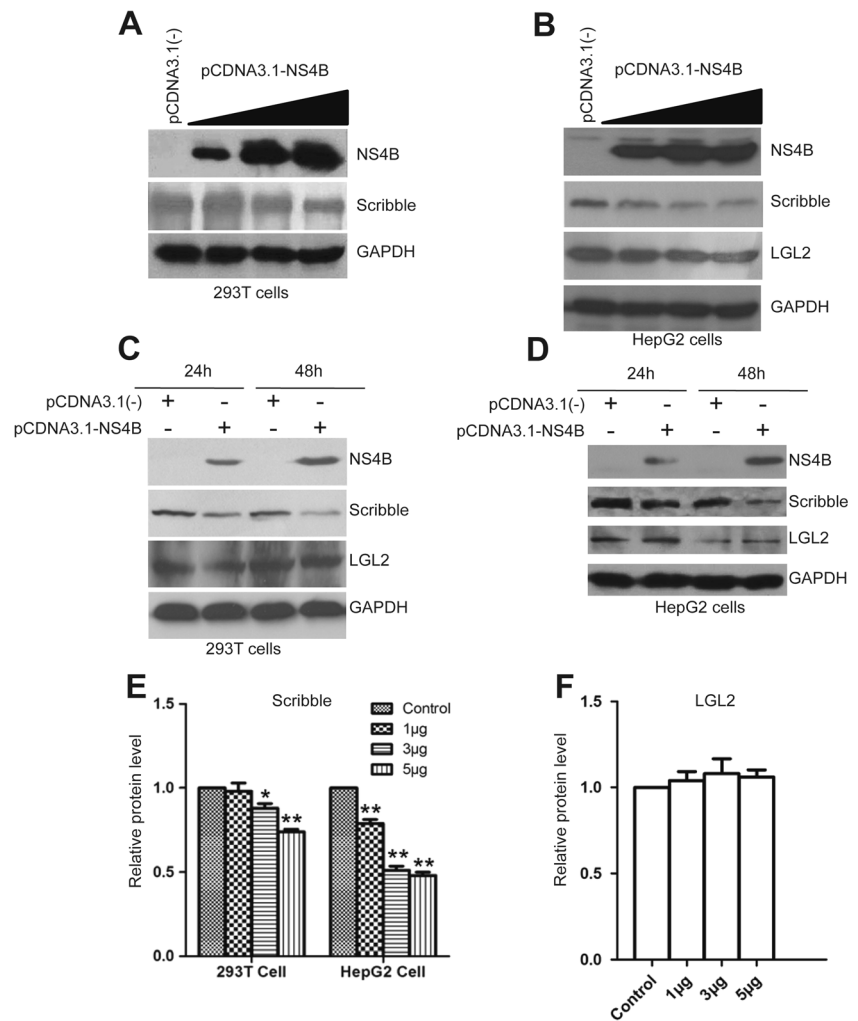 A
pCDNA3.1(-)
pCDNA3.1-NS4B
NS4B
Scribble
GAPDH
293T cells
B
pCDNA3.1(-)
pCDNA3.1-NS4B
NS4B
Scribble
LGL2
GAPDH
HepG2 cells
C
24h 48h
pCDNA3.1(-) + - + -
pCDNA3.1-NS4B - + - +
NS4B
Scribble
LGL2
GAPDH
293T cells
D
24h 48h
pCDNA3.1(-) + - + -
pCDNA3.1-NS4B - + - +
NS4B
Scribble
LGL2
GAPDH
HepG2 cells
E
Scribble
Relative protein level
1.5
1.0
0.5
0.0
Control
1µg
3µg
5µg
* **
** ** **
293T Cell HepG2 Cell
F
LGL2
Relative protein level
1.5
1.0
0.5
0.0
Control 1µg 3µg 5µg